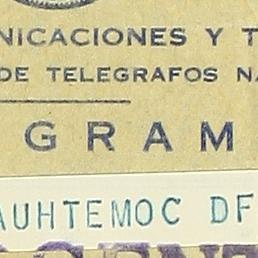 NICACIONES Y T
DE TELEGRAFOS NA
GRAM
AUHTEMOC DF